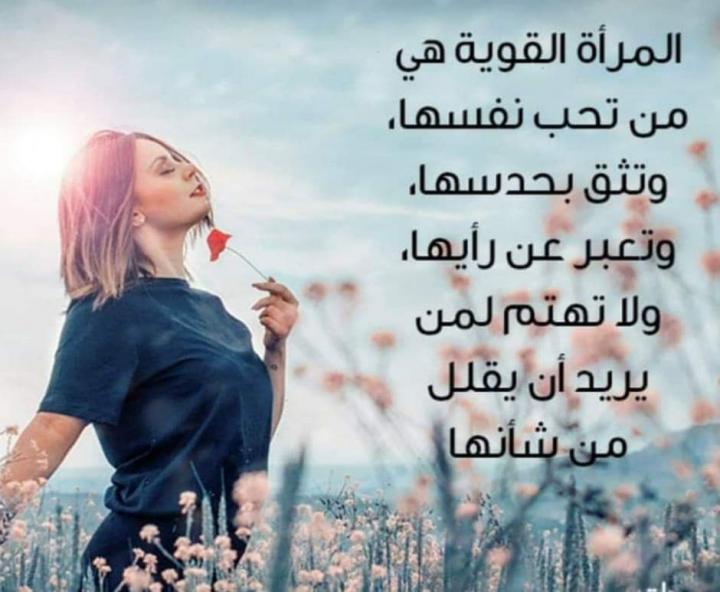 المرأة القوية هي
من تحب نفسها،
وتثق بحدسها،
وتعبر عن رأيها،
ولا تهتم لمن
يريد أن يقلل
من شأنها